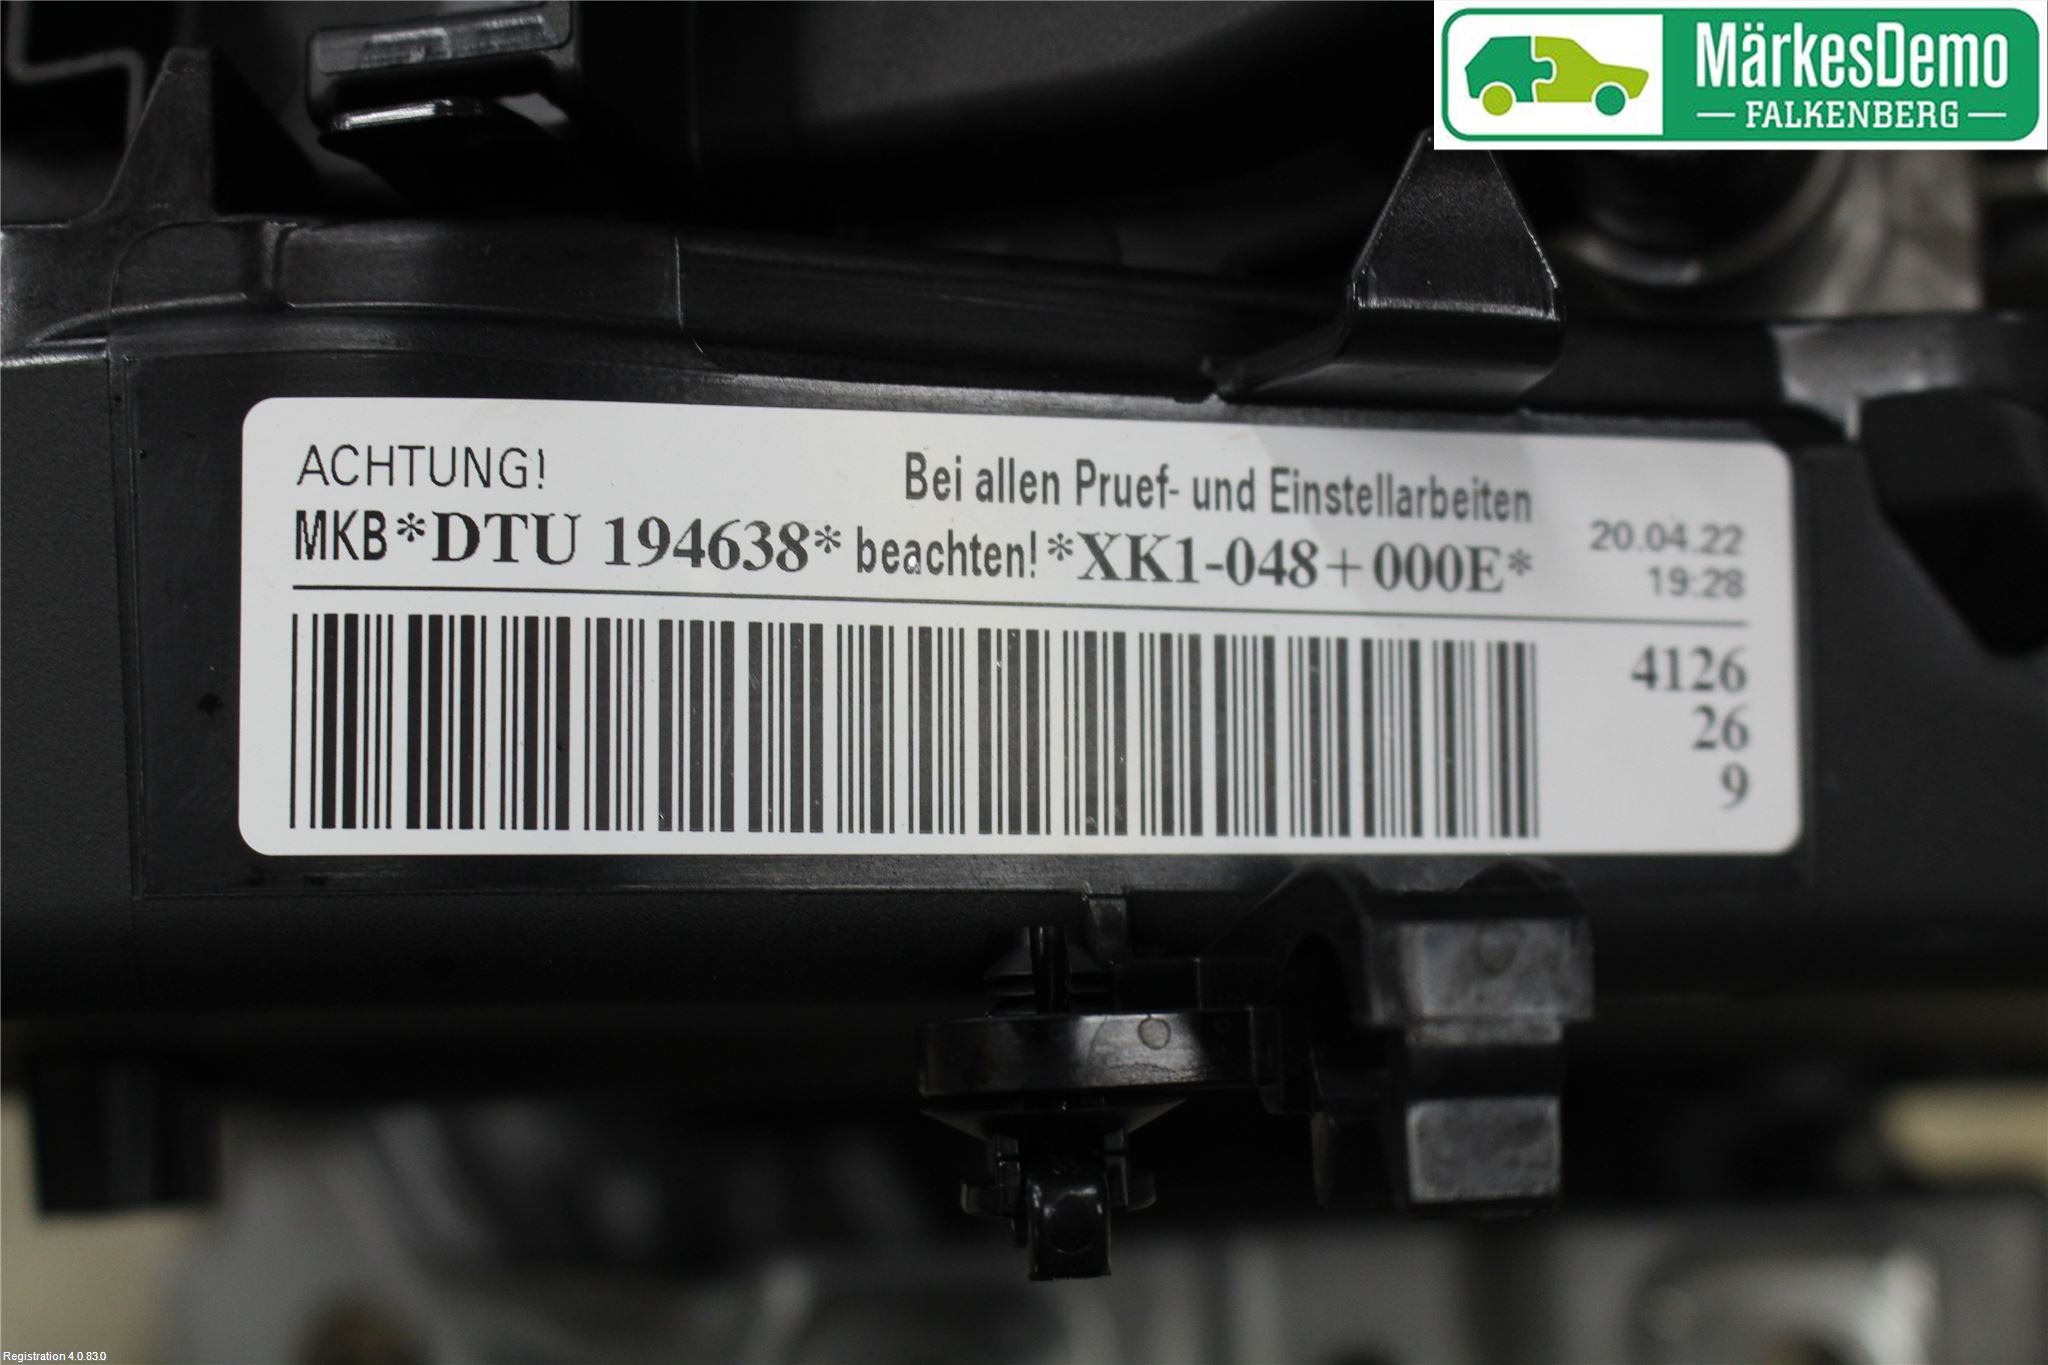 MärkesDemo
FALKENBERG
ACHTUNG! Bei allen Pruef- und Einstellarbeiten
MKB*DTU 194638* beachten! *XK1-048+000E*
20.04.22
19:28
4126
26
9
Registration 4.0.83.0